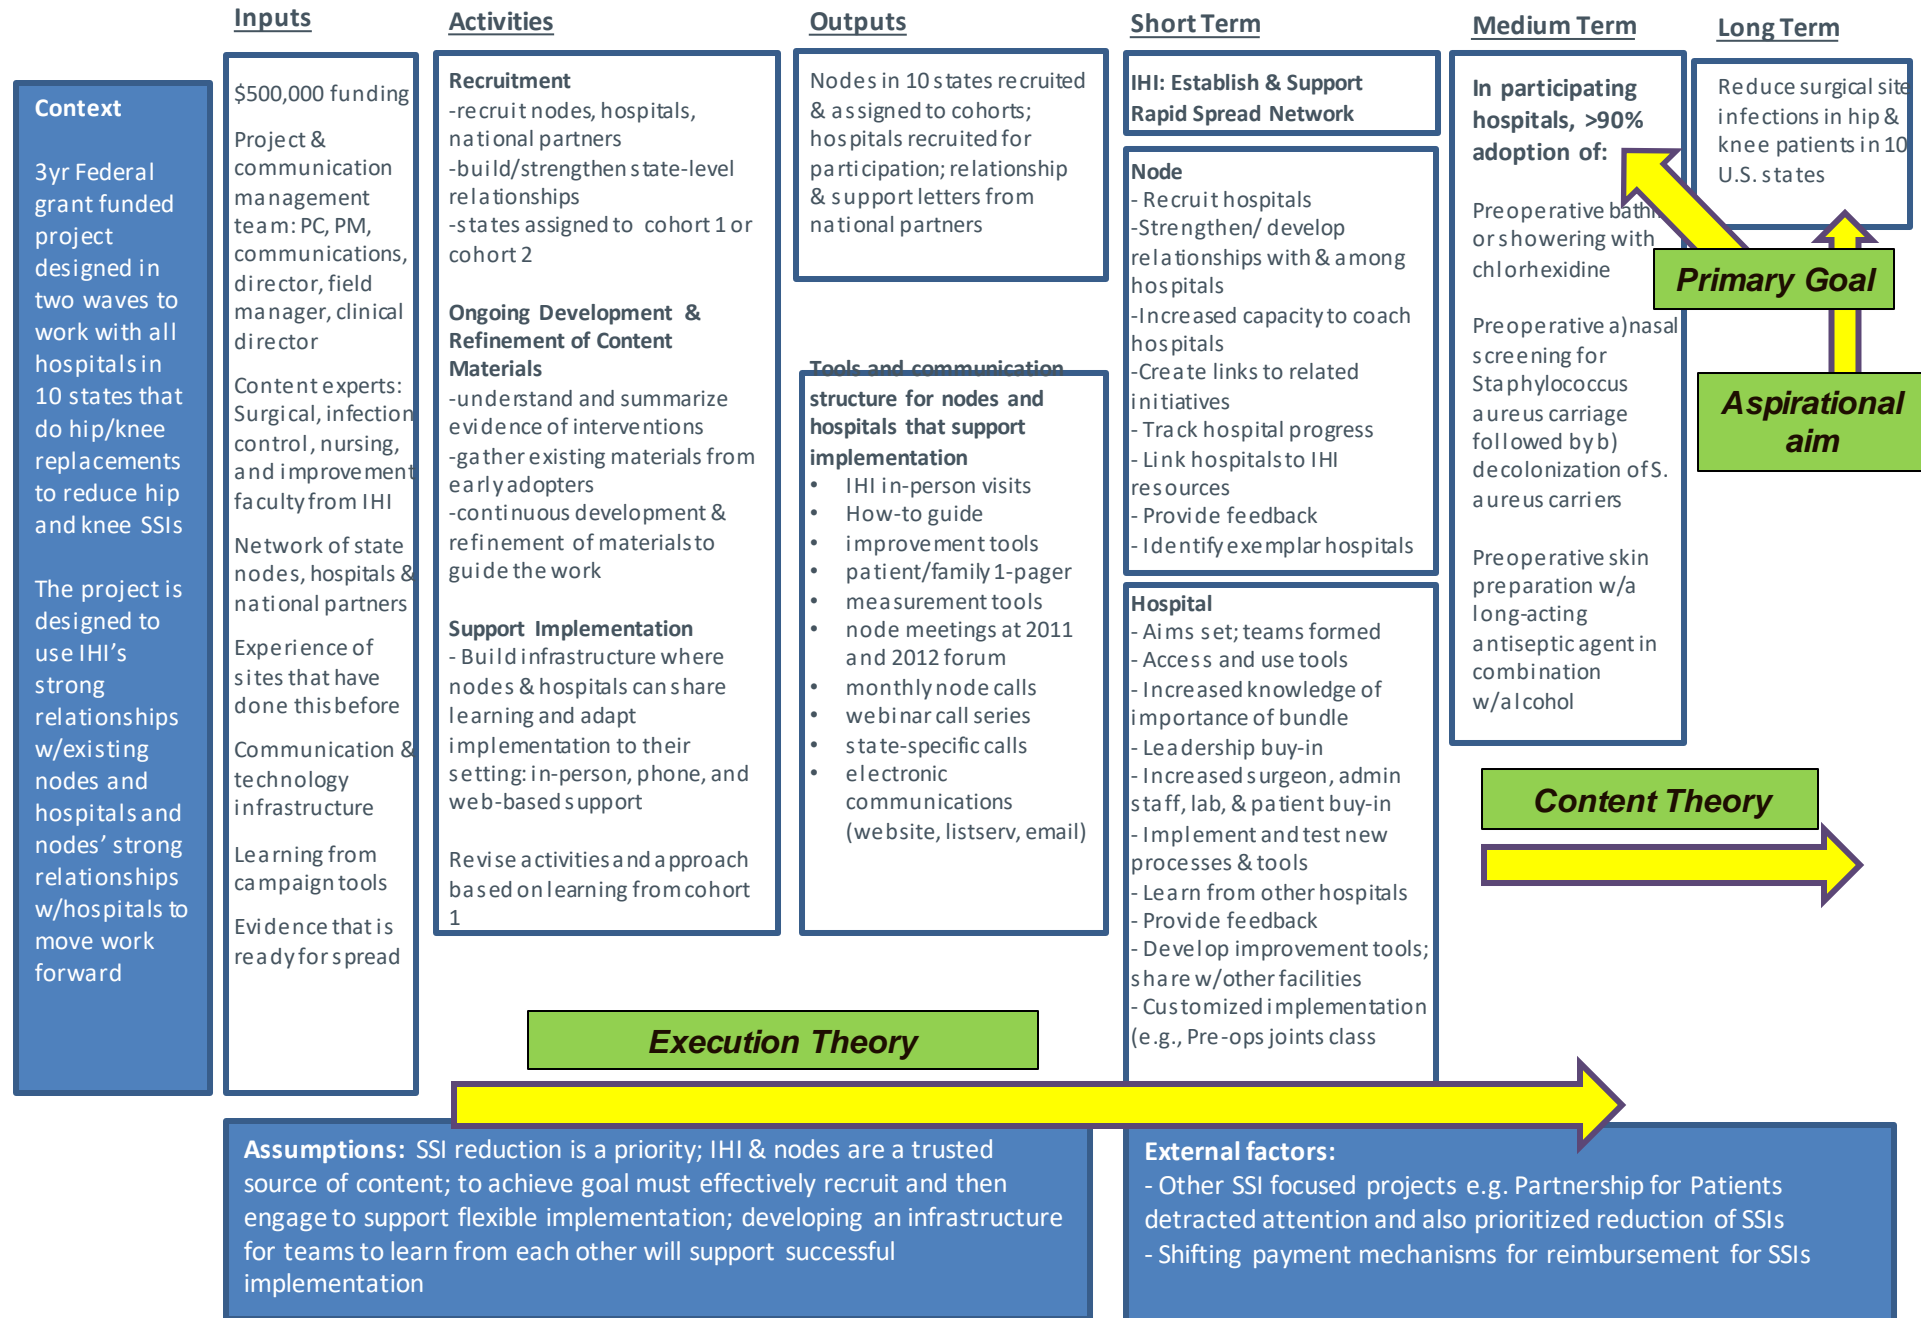 Inputs
Activities
Outputs
Short Term
Medium Term
Long Term
Context
3yr Federal
grant funded
project
designed in
two waves to
work with all
hospitals in
10 states that
do hip/knee
replacements
to reduce hip
and knee SSIs
The project is
designed to
use IHI's
strong
relationships
w/existing
nodes and
hospitals and
nodes' strong
relationships
w/hospitals to
move work
forward
$500,000 funding
Project &
communication
management
team: PC, PM,
communications,
director, field
manager, clinical
director
Content experts:
Surgical, infection
control, nursing,
and improvement
faculty from IHI
Network of state
nodes, hospitals &
national partners
Experience of
sites that have
done this before
Communication &
technology
infrastructure
Learning from
campaign tools
Evidence that is
ready for spread
Recruitment
-recruit nodes, hospitals,
national partners
-build/strengthen state-level
relationships
-states assigned to cohort 1 or
cohort 2
Ongoing Development &
Refinement of Content
Materials
-understand and summarize
evidence of interventions
-gather existing materials from
early adopters
-continuous development &
refinement of materials to
guide the work
Support Implementation
- Build infrastructure where
nodes & hospitals can share
learning and adapt
implementation to their
setting: in-person, phone, and
web-based support
Revise activities and approach
based on learning from cohort
1
Nodes in 10 states recruited
& assigned to cohorts;
hospitals recruited for
participation; relationship
& support letters from
national partners
Tools and communication
structure for nodes and
hospitals that support
implementation
• IHI in-person visits
• How-to guide
• improvement tools
• patient/family 1-pager
• measurement tools
• node meetings at 2011
and 2012 forum
• monthly node calls
• webinar call series
• state-specific calls
• electronic
communications
(website, listserv, email)
IHI: Establish & Support
Rapid Spread Network
Node
- Recruit hospitals
-Strengthen/ develop
relationships with & among
hospitals
-Increased capacity to coach
hospitals
-Create links to related
initiatives
- Track hospital progress
- Link hospitals to IHI
resources
- Provide feedback
- Identify exemplar hospitals
Hospital
- Aims set; teams formed
- Access and use tools
- Increased knowledge of
importance of bundle
- Leadership buy-in
- Increased surgeon, admin
staff, lab, & patient buy-in
- Implement and test new
processes & tools
- Learn from other hospitals
- Provide feedback
- Develop improvement tools;
share w/other facilities
- Customized implementation
(e.g., Pre-ops joints class
In participating
hospitals, >90%
adoption of:
Preoperative
or showering with
chlorhexidine
Preoperative a)nasal
screening for
Staphylococcus
aureus carriage
followed by b)
decolonization of S.
aureus carriers
Preoperative skin
preparation w/a
long-acting
antiseptic agent in
combination
w/alcohol
Reduce surgical site
infections in hip &
knee patients in 10
U.S. states
Primary Goal
Aspirational
aim
Content Theory
Execution Theory
Assumptions: SSI reduction is a priority; IHI & nodes are a trusted
source of content; to achieve goal must effectively recruit and then
engage to support flexible implementation; developing an infrastructure
for teams to learn from each other will support successful
implementation
External factors:
- Other SSI focused projects e.g. Partnership for Patients
detracted attention and also prioritized reduction of SSIs
- Shifting payment mechanisms for reimbursement for SSIs